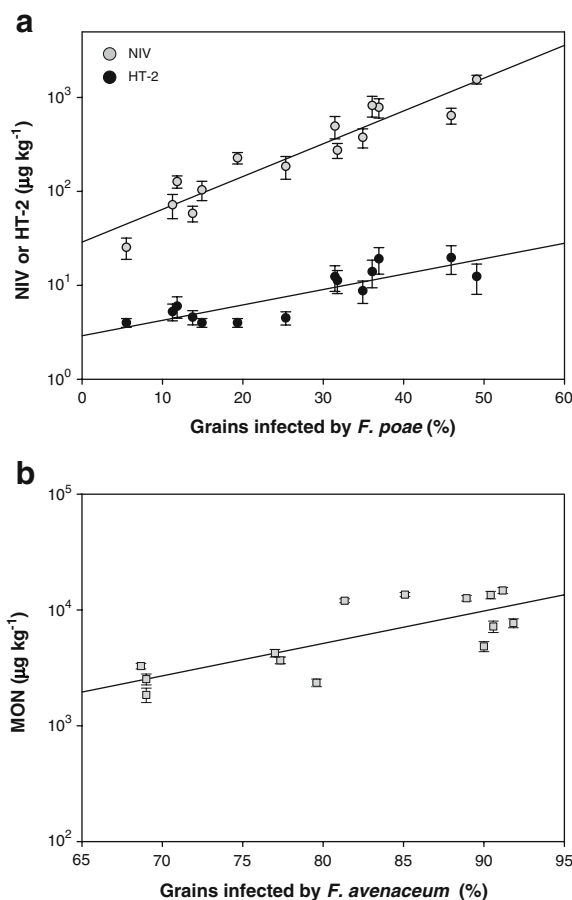 a
NIV
HT-2
NIV or HT-2 (µg kg⁻¹)
10³
10²
10¹
10⁰
0 10 20 30 40 50 60
Grains infected by F. poae (%)
b
MON (µg kg⁻¹)
10⁵
10⁴
10³
10²
65 70 75 80 85 90 95
Grains infected by F. avenaceum (%)